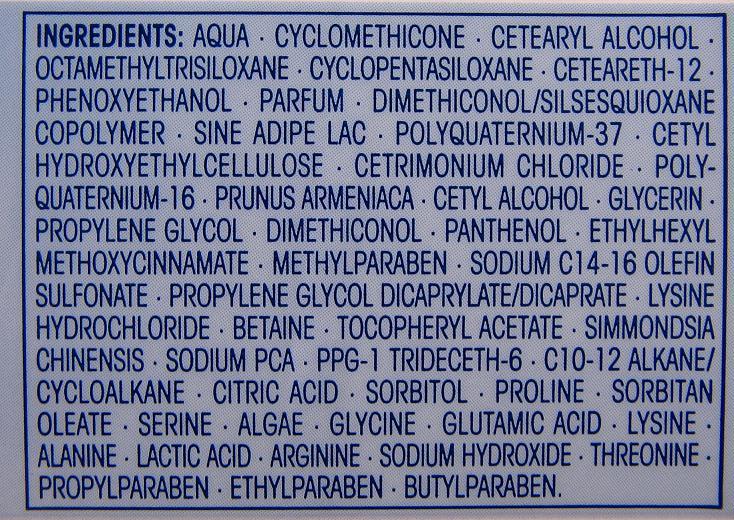 INGREDIENTS: AQUA · CYCLOMETHICONE · CETEARYL ALCOHOL ·
OCTAMETHYLTRISILOXANE · CYCLOPENTASILOXANE · CETEARETH-12 ·
PHENOXYETHANOL · PARFUM · DIMETHICONOL/SILSESQUIOXANE
COPOLYMER · SINE ADIPE LAC · POLYQUATERNIUM-37 · CETYL
HYDROXYETHYLCELLULOSE · CETRIMONIUM CHLORIDE · POLY-
QUATERNIUM-16 · PRUNUS ARMENIACA · CETYL ALCOHOL · GLYCERIN ·
PROPYLENE GLYCOL · DIMETHICONOL · PANTHENOL · ETHYLHEXYL
METHOXYCINNAMATE · METHYLPARABEN · SODIUM C14-16 OLEFIN
SULFONATE · PROPYLENE GLYCOL DICAPRYLATE/DICAPRATE · LYSINE
HYDROCHLORIDE · BETAINE · TOCOPHERYL ACETATE · SIMMONDSIA
CHINENSIS · SODIUM PCA · PPG-1 TRIDECETH-6 · C10-12 ALKANE/
CYCLOALKANE · CITRIC ACID · SORBITOL · PROLINE · SORBITAN
OLEATE · SERINE · ALGAE · GLYCINE · GLUTAMIC ACID · LYSINE ·
ALANINE · LACTIC ACID · ARGININE · SODIUM HYDROXIDE · THREONINE ·
PROPYLPARABEN · ETHYLPARABEN · BUTYLPARABEN.